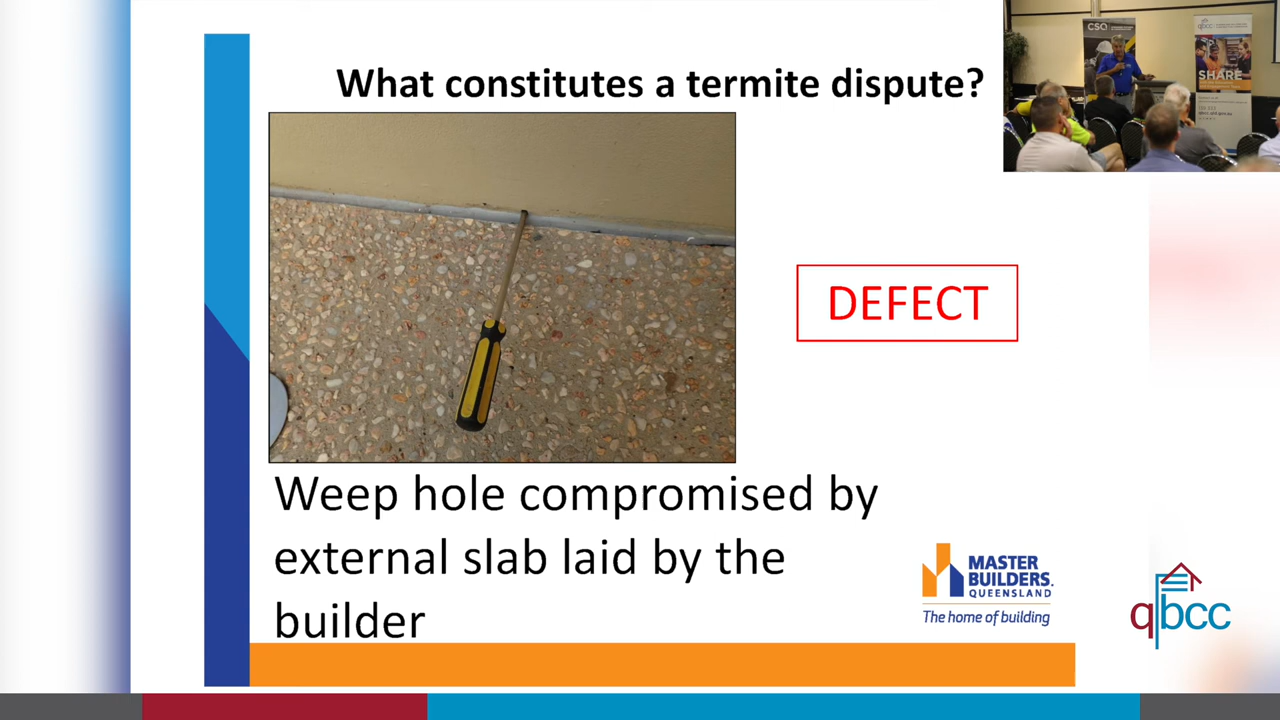 What constitutes a termite dispute?
DEFECT
Weep hole compromised by
external slab laid by the
builder
MASTER
BUILDERS.
QUEENSLAND
The home of building
qbcc
CSQ
qbcc
SHARE